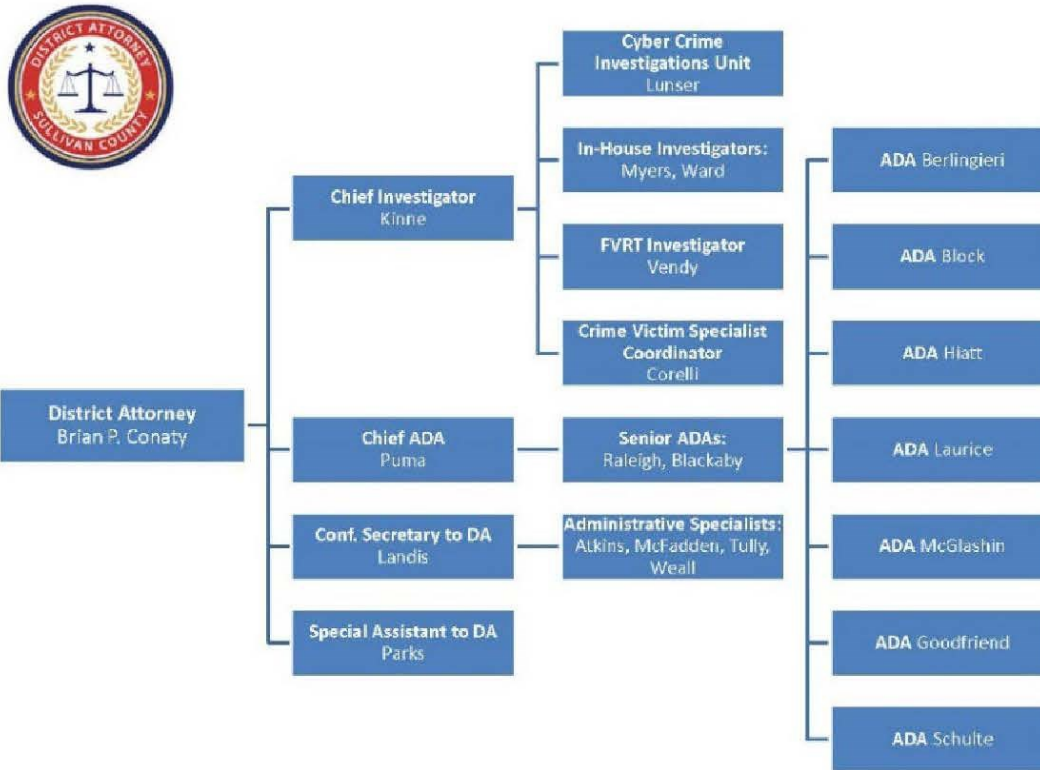 DISTRICT ATTORNEY
SULLIVAN COUNTY
District Attorney
Brian P. Conaty
Chief Investigator
Kinne
Chief ADA
Puma
Conf. Secretary to DA
Landis
Special Assistant to DA
Parks
Cyber Crime
Investigations Unit
Lunser
In-House Investigators:
Myers, Ward
FVRT Investigator
Vendy
Crime Victim Specialist
Coordinator
Corelli
Senior ADAs:
Raleigh, Blackaby
Administrative Specialists:
Atkins, McFadden, Tully,
Weall
ADA Berlingieri
ADA Block
ADA Hiatt
ADA Laurice
ADA McGlashin
ADA Goodfriend
ADA Schulte